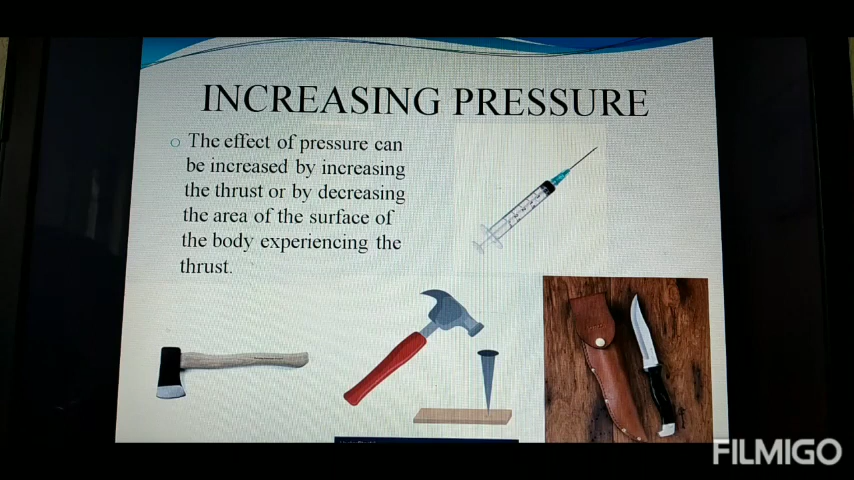 INCREASING PRESSURE
The effect of pressure can
be increased by increasing
the thrust or by decreasing
the area of the surface of
the body experiencing the
thrust.
FILMIGO